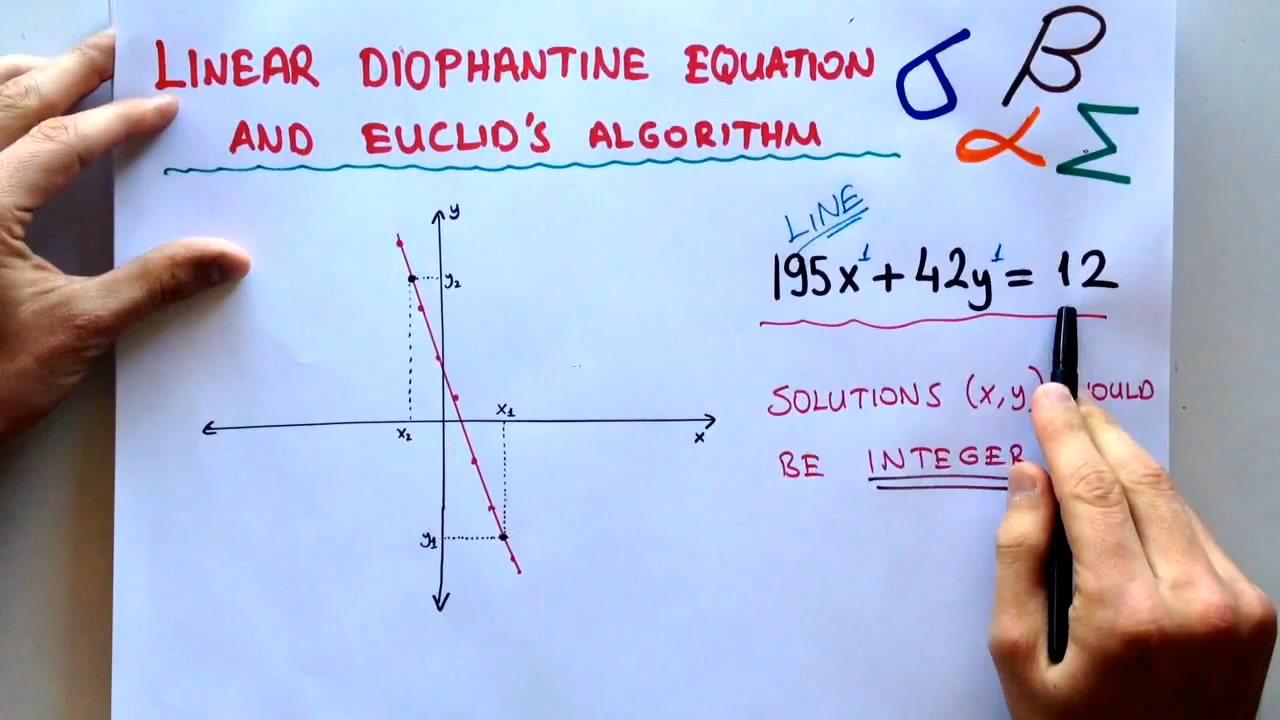 LINEAR DIOPHANTINE EQUATION
AND EUCLID'S ALGORITHM
σ β
α Σ
LINE
195x¹ + 42y¹ = 12
SOLUTIONS (x,y)
BE INTEGER
y
y₂
x₁
x₂
x
y₁